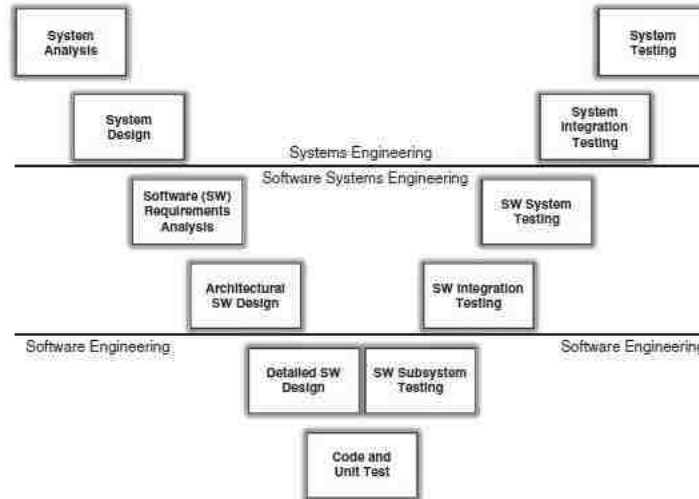 System
Analysis
System
Testing
System
Design
System
Integration
Testing
Systems Engineering
Software Systems Engineering
Software (SW)
Requirements
Analysis
SW System
Testing
Architectural
SW Design
SW Integration
Testing
Software Engineering
Software Engineering
Detailed SW
Design
SW Subsystem
Testing
Code and
Unit Test